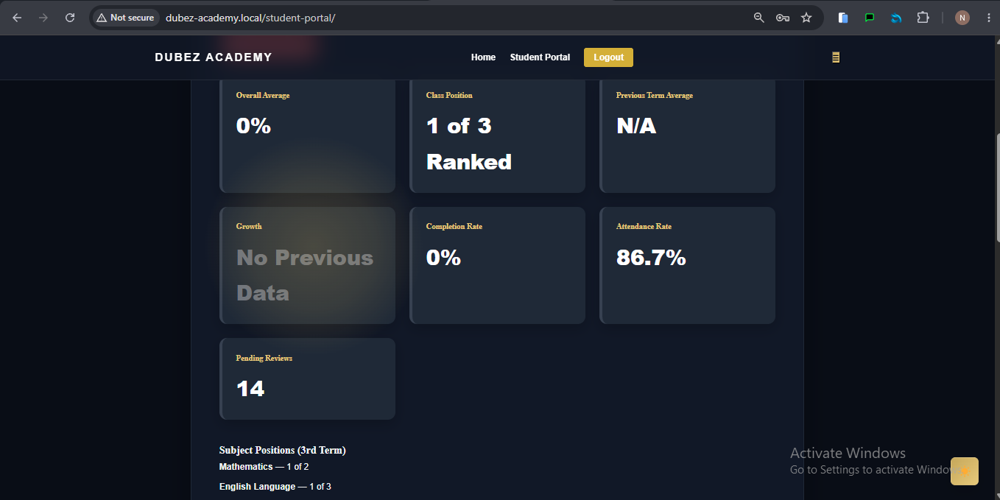 Not secure
dubez-academy.local/student-portal/
N
DUBEZ ACADEMY
Home
Student Portal
Logout
Overall Average
0%
Class Position
1 of 3
Ranked
Previous Term Average
N/A
Growth
No Previous
Data
Completion Rate
0%
Attendance Rate
86.7%
Pending Reviews
14
Subject Positions (3rd Term)
Mathematics — 1 of 2
English Language — 1 of 3
Activate Windows
Go to Settings to activate Windo